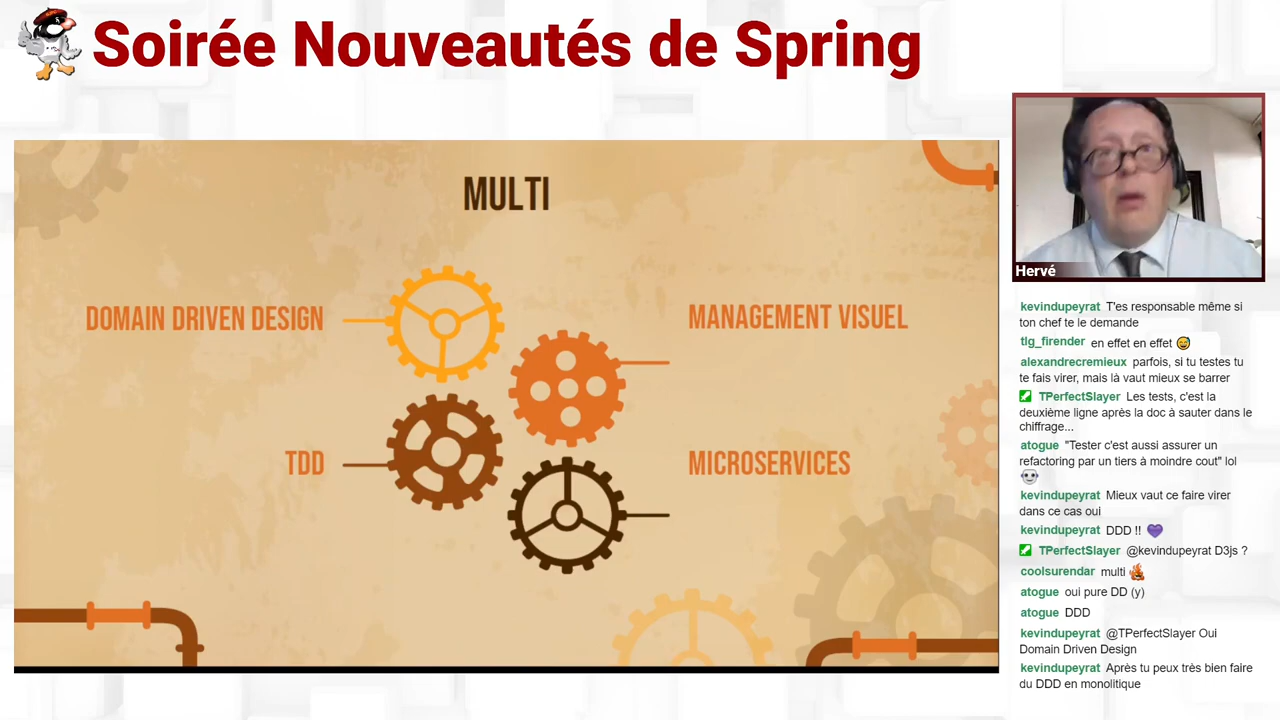 Soirée Nouveautés de Spring
MULTI
DOMAIN DRIVEN DESIGN
MANAGEMENT VISUEL
TDD
MICROSERVICES
Hervé
kevindupeyrat T'es responsable même si
ton chef te le demande
tlg_firender en effet en effet 😅
alexandrecremieux parfois, si tu testes tu
te fais virer, mais là vaut mieux se barrer
TPerfectSlayer Les tests, c'est la
deuxième ligne après la doc à sauter dans le
chiffrage...
atogue "Tester c'est aussi assurer un
refactoring par un tiers à moindre cout" lol
kevindupeyrat Mieux vaut ce faire virer
dans ce cas oui
kevindupeyrat DDD !! 💜
TPerfectSlayer @kevindupeyrat D3js ?
coolsurendar multi
atogue oui pure DD (y)
atogue DDD
kevindupeyrat @TPerfectSlayer Oui
Domain Driven Design
kevindupeyrat Après tu peux très bien faire
du DDD en monolitique